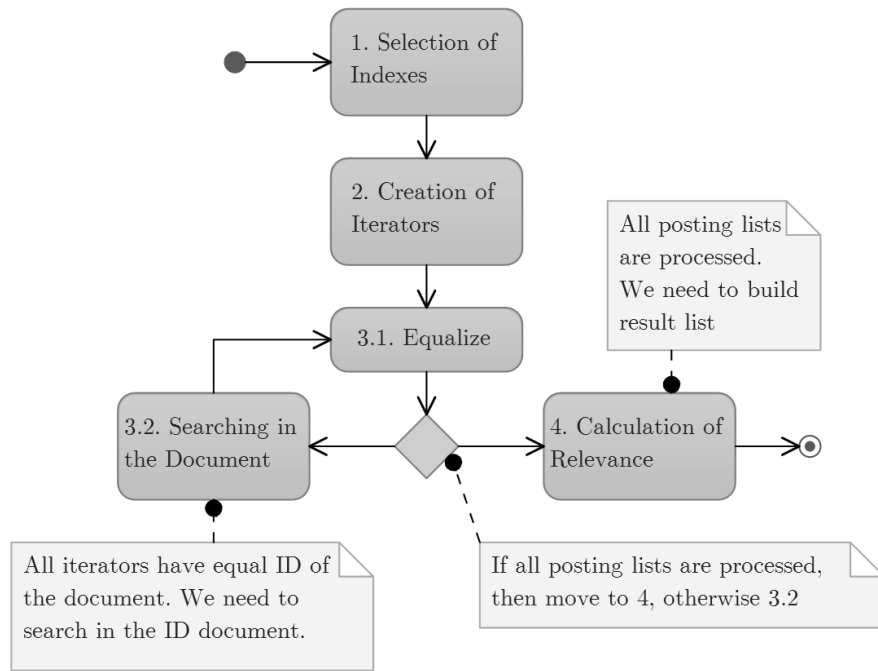 1. Selection of
Indexes
2. Creation of
Iterators
All posting lists
are processed.
We need to build
result list
3.1. Equalize
3.2. Searching in
the Document
4. Calculation of
Relevance
All iterators have equal ID of
the document. We need to
search in the ID document.
If all posting lists are processed,
then move to 4, otherwise 3.2